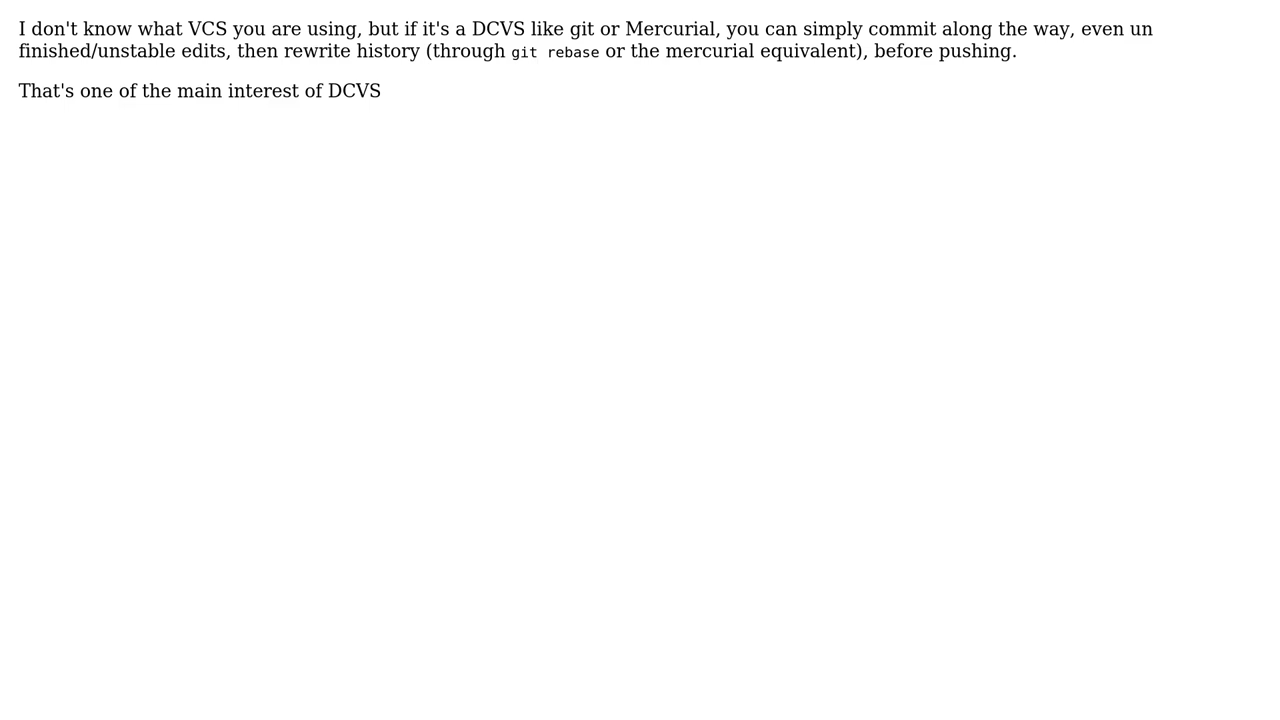 I don't know what VCS you are using, but if it's a DCVS like git or Mercurial, you can simply commit along the way, even un
finished/unstable edits, then rewrite history (through git rebase or the mercurial equivalent), before pushing.
That's one of the main interest of DCVS